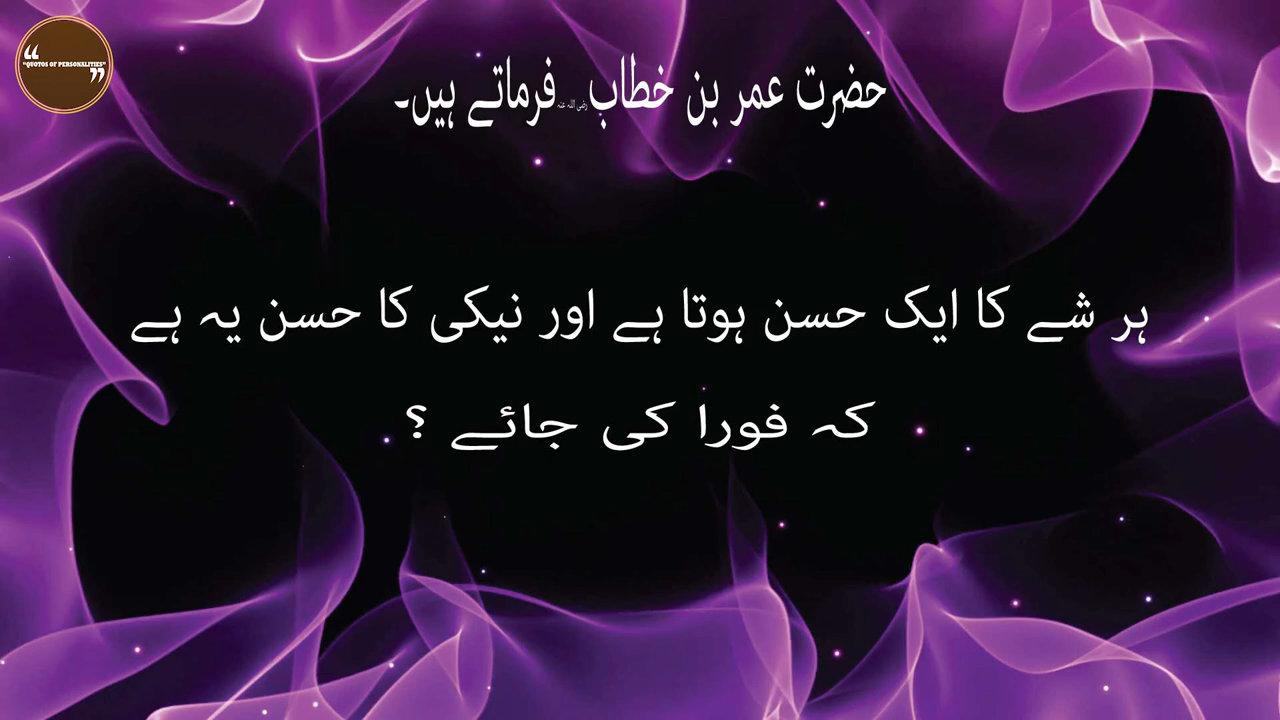 “QUOTOS OF PERSONALITIES”
حضرت عمر بن خطاب رضی اللہ عنہ فرماتے ہیں۔
ہر شے کا ایک حسن ہوتا ہے اور نیکی کا حسن یہ ہے
کہ فورا کی جائے ؟